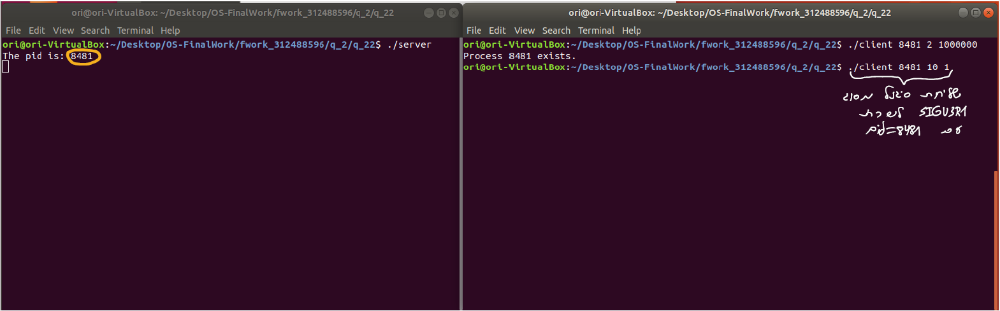 ori@ori-VirtualBox: ~/Desktop/OS-FinalWork/fwork_312488596/q_2/q_22
File Edit View Search Terminal Help
ori@ori-VirtualBox:~/Desktop/OS-FinalWork/fwork_312488596/q_2/q_22$ ./server
The pid is: 8481
ori@ori-VirtualBox: ~/Desktop/OS-FinalWork/fwork_312488596/q_2/q_22
File Edit View Search Terminal Help
ori@ori-VirtualBox:~/Desktop/OS-FinalWork/fwork_312488596/q_2/q_22$ ./client 8481 2 1000000
Process 8481 exists.
ori@ori-VirtualBox:~/Desktop/OS-FinalWork/fwork_312488596/q_2/q_22$ ./client 8481 10 1
שליחת סיגנל מסוג
SIGUSR1 לשרת
עם pid=8481